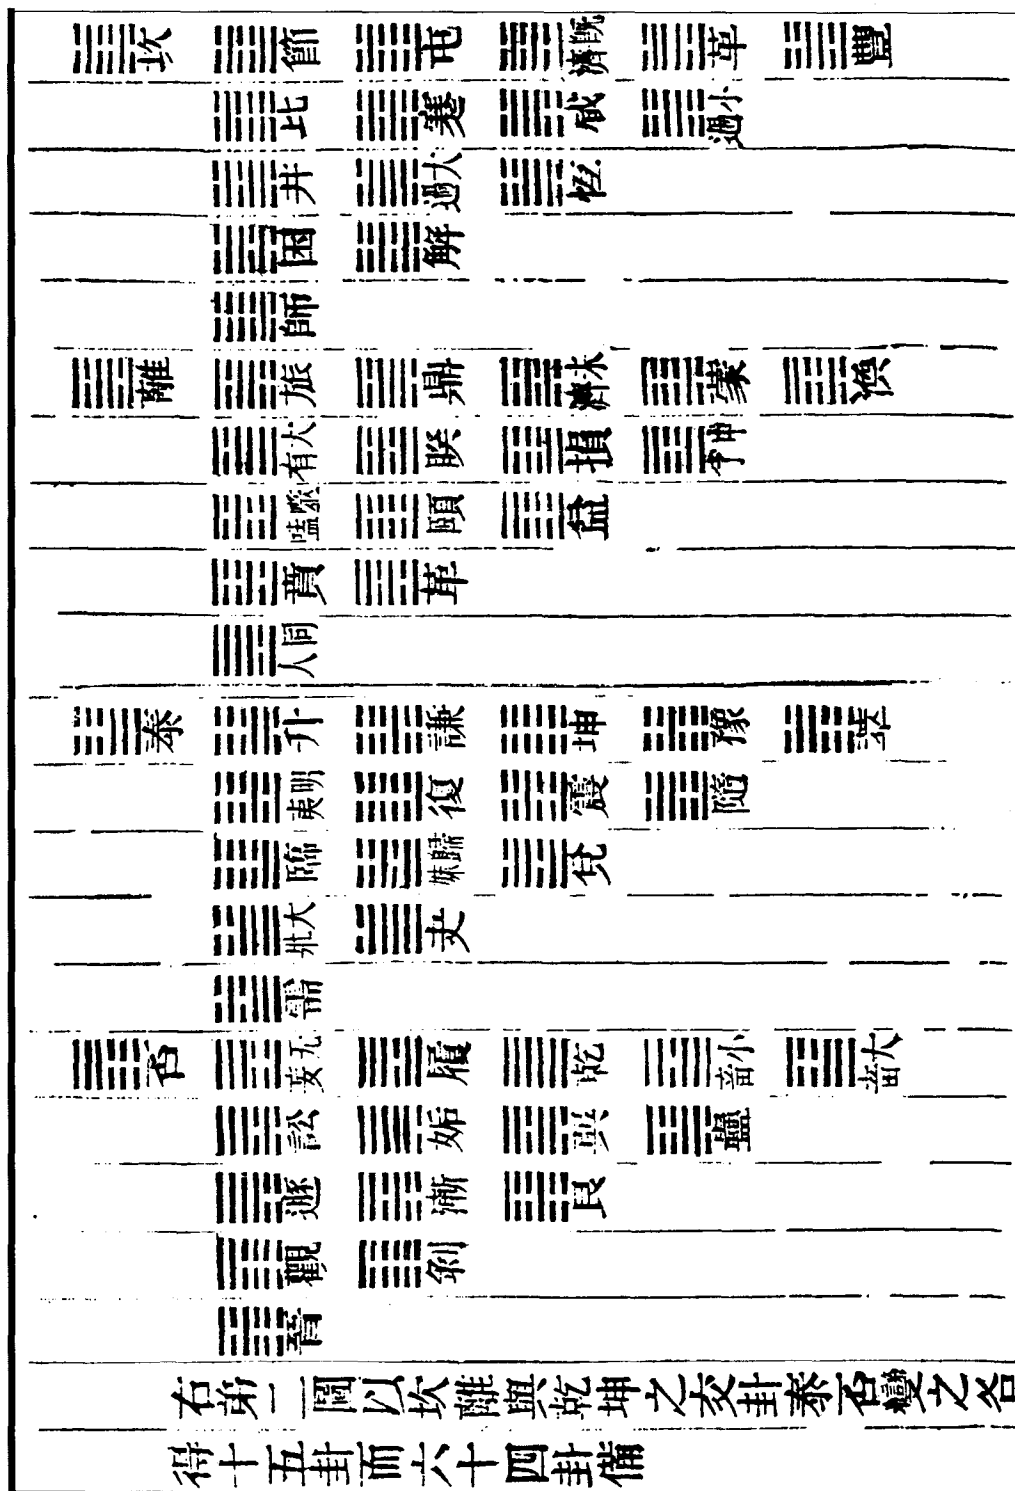 坎 節 屯 既濟 革 豐
比 蹇 咸 小過
井 大過 恆
困 解
師
離 旅 鼎 未濟 蒙 渙
大有 睽 損 中孚
噬嗑 頤 益
賁 革
同人
泰 升 謙 坤 豫 萃
明夷 復 震 隨
臨 歸妹 兌
大壯 夬
需
否 无妄 履 乾 小畜 大畜
訟 姤 巽 蠱
遯 漸 艮
觀 剝
晉
右第二圖以坎離與乾坤之交卦泰否變之各
得十五卦而六十四卦備